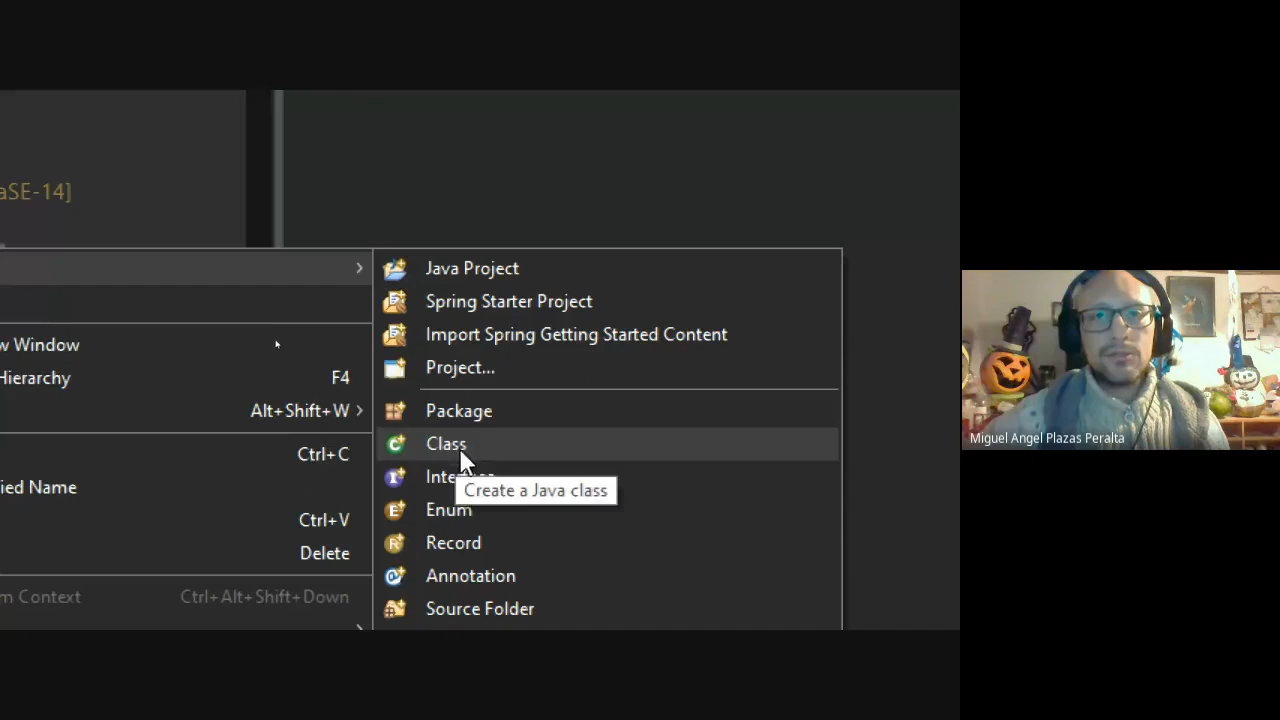 aSE-14]
Java Project
Spring Starter Project
Import Spring Getting Started Content
w Window
Project...
Hierarchy F4
Alt+Shift+W
Package
Class
Ctrl+C
Create a Java class
ied Name
Enum
Ctrl+V
Record
Delete
Annotation
m Context Ctrl+Alt+Shift+Down
Source Folder
Miguel Angel Plazas Peralta